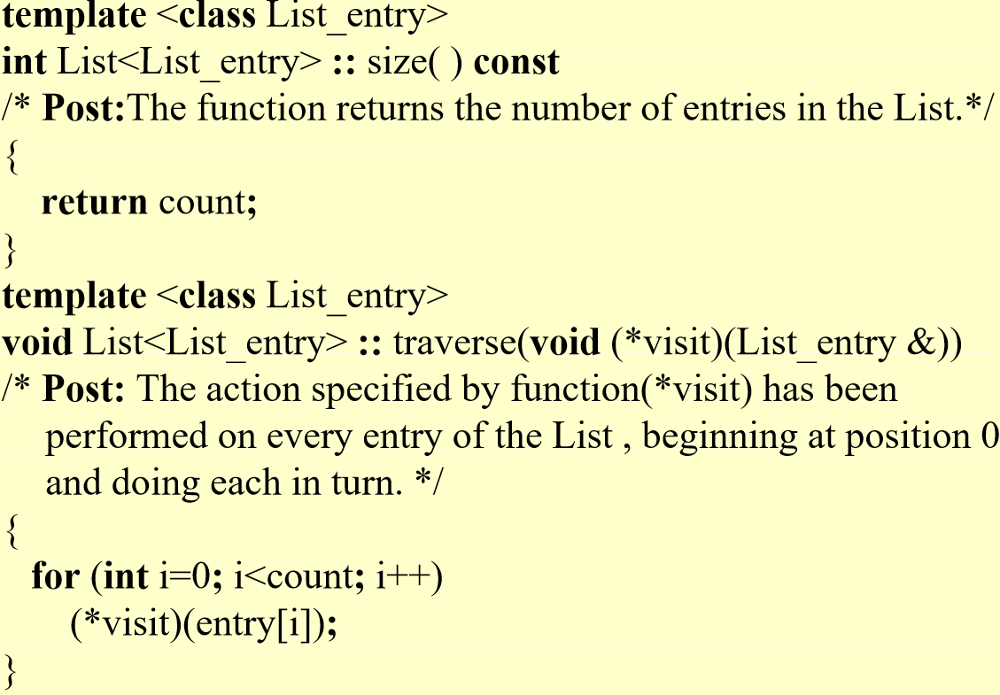 template <class List_entry>
int List<List_entry> :: size( ) const
/* Post:The function returns the number of entries in the List.*/
{
return count;
}
template <class List_entry>
void List<List_entry> :: traverse(void (*visit)(List_entry &))
/* Post: The action specified by function(*visit) has been
performed on every entry of the List , beginning at position 0
and doing each in turn. */
{
for (int i=0; i<count; i++)
(*visit)(entry[i]);
}